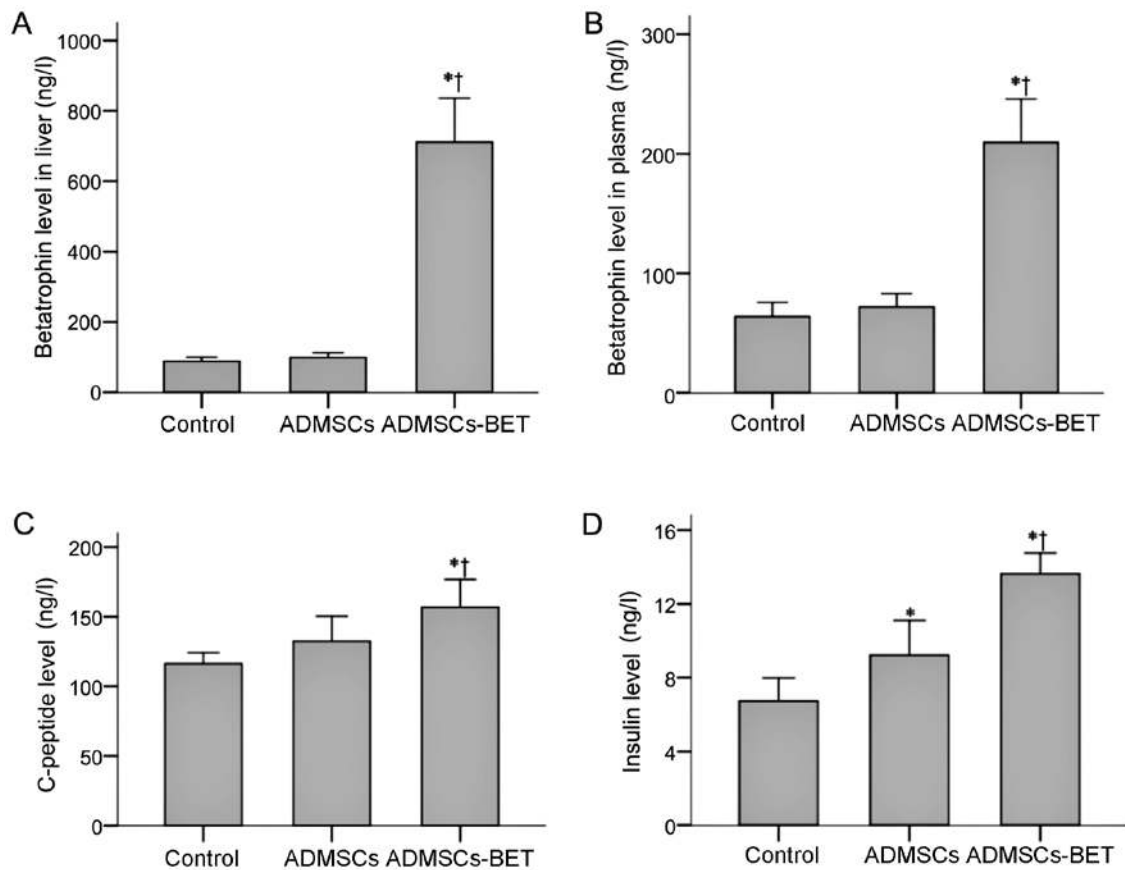 A
Betatrophin level in liver (ng/l)
1000
800
600
400
200
0
*†
Control ADMSCs ADMSCs-BET
B
Betatrophin level in plasma (ng/l)
300
200
100
0
*†
Control ADMSCs ADMSCs-BET
C
C-peptide level (ng/l)
200
150
100
50
0
*†
Control ADMSCs ADMSCs-BET
D
Insulin level (ng/l)
16
12
8
4
0
*
*†
Control ADMSCs ADMSCs-BET